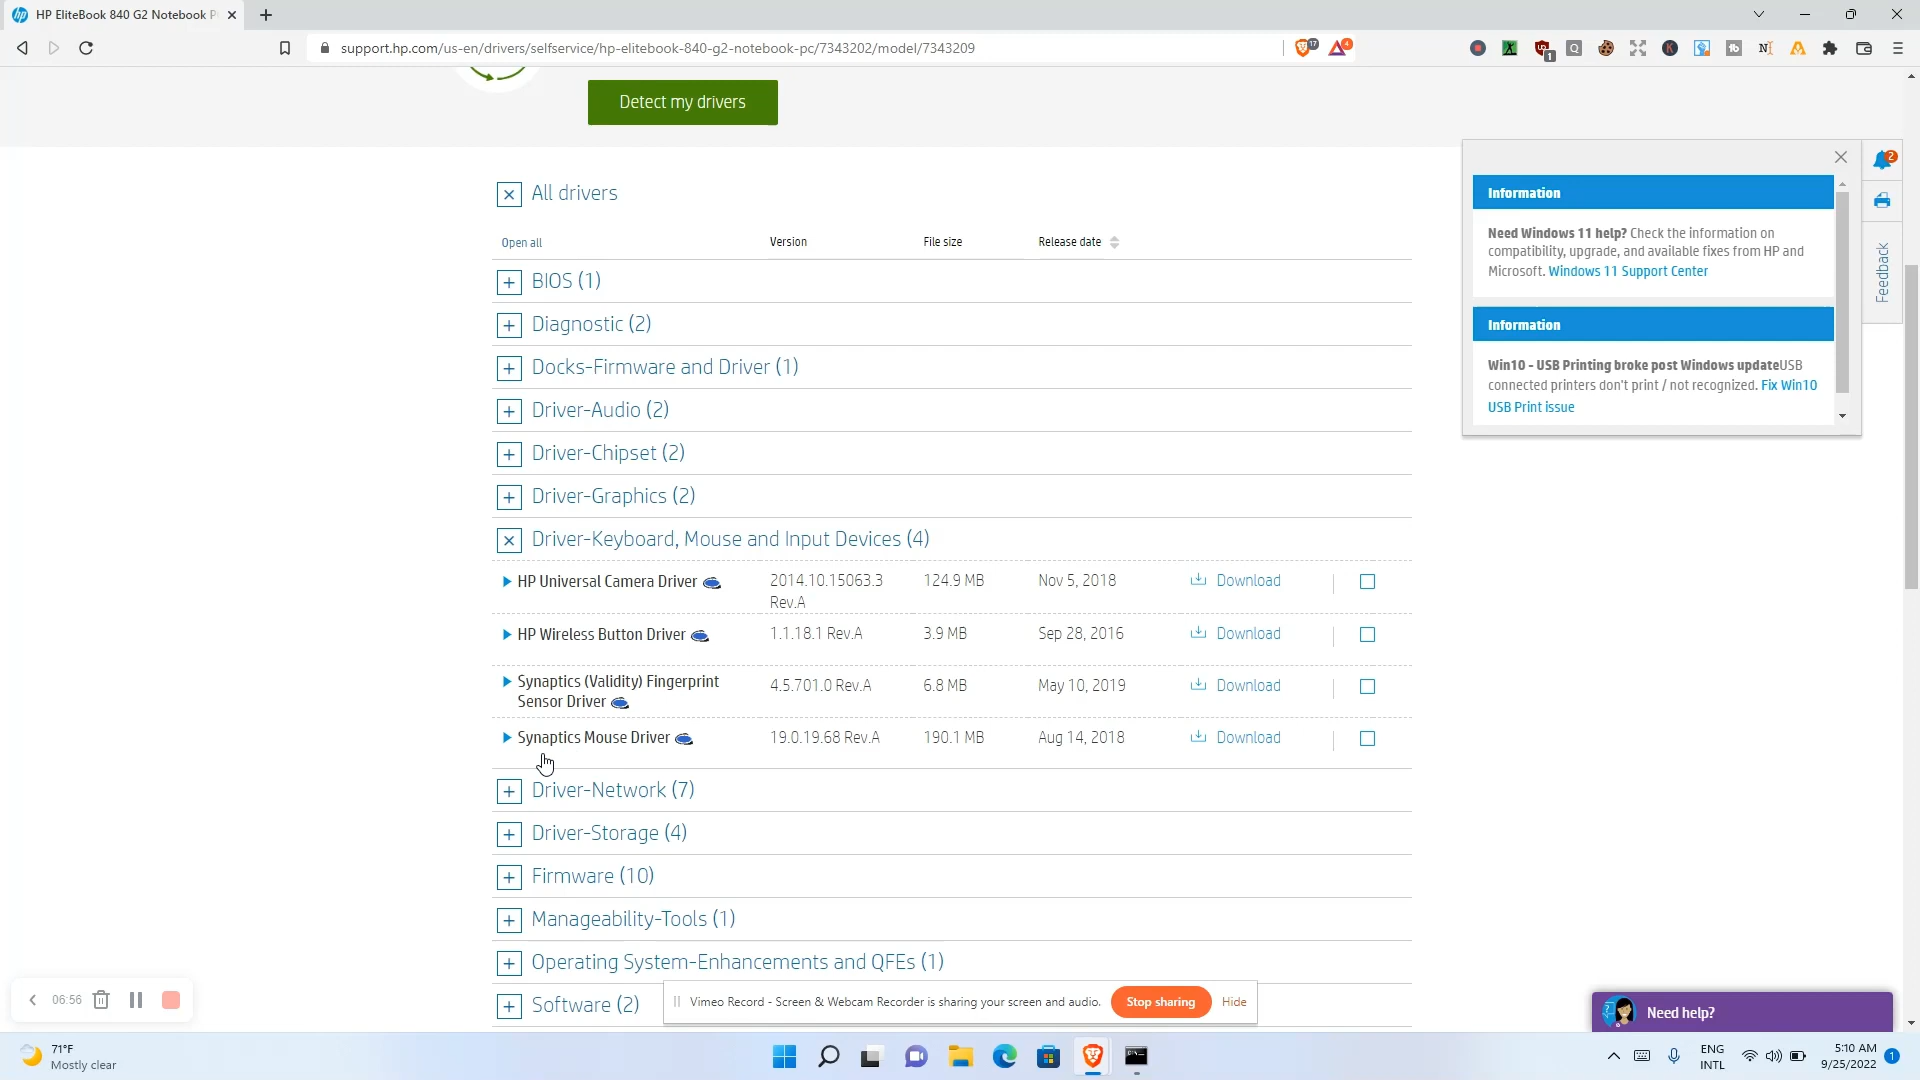 HP EliteBook 840 G2 Notebook P
support.hp.com/us-en/drivers/selfservice/hp-elitebook-840-g2-notebook-pc/7343202/model/7343209
17
4
1
Detect my drivers
All drivers
Open all Version File size Release date
BIOS (1)
Diagnostic (2)
Docks-Firmware and Driver (1)
Driver-Audio (2)
Driver-Chipset (2)
Driver-Graphics (2)
Driver-Keyboard, Mouse and Input Devices (4)
HP Universal Camera Driver 2014.10.15063.3 124.9 MB Nov 5, 2018 Download
Rev.A
HP Wireless Button Driver 1.1.18.1 Rev.A 3.9 MB Sep 28, 2016 Download
Synaptics (Validity) Fingerprint 4.5.701.0 Rev.A 6.8 MB May 10, 2019 Download
Sensor Driver
Synaptics Mouse Driver 19.0.19.68 Rev.A 190.1 MB Aug 14, 2018 Download
Driver-Network (7)
Driver-Storage (4)
Firmware (10)
Manageability-Tools (1)
Operating System-Enhancements and QFEs (1)
Software (2)
Information
Need Windows 11 help? Check the information on
compatibility, upgrade, and available fixes from HP and
Microsoft. Windows 11 Support Center
Information
Win10 - USB Printing broke post Windows updateUSB
connected printers don't print / not recognized. Fix Win10
USB Print issue
2
Feedback
06:56
Vimeo Record - Screen & Webcam Recorder is sharing your screen and audio. Stop sharing Hide
Need help?
71°F
Mostly clear
ENG
INTL
5:10 AM
9/25/2022
1